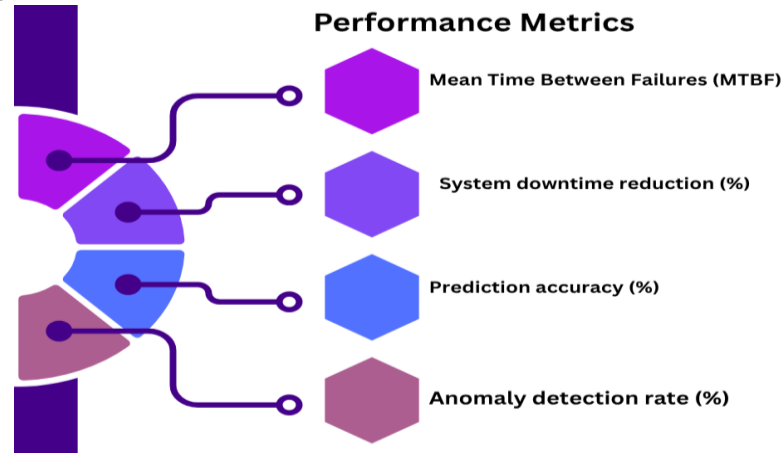 Performance Metrics
Mean Time Between Failures (MTBF)
System downtime reduction (%)
Prediction accuracy (%)
Anomaly detection rate (%)